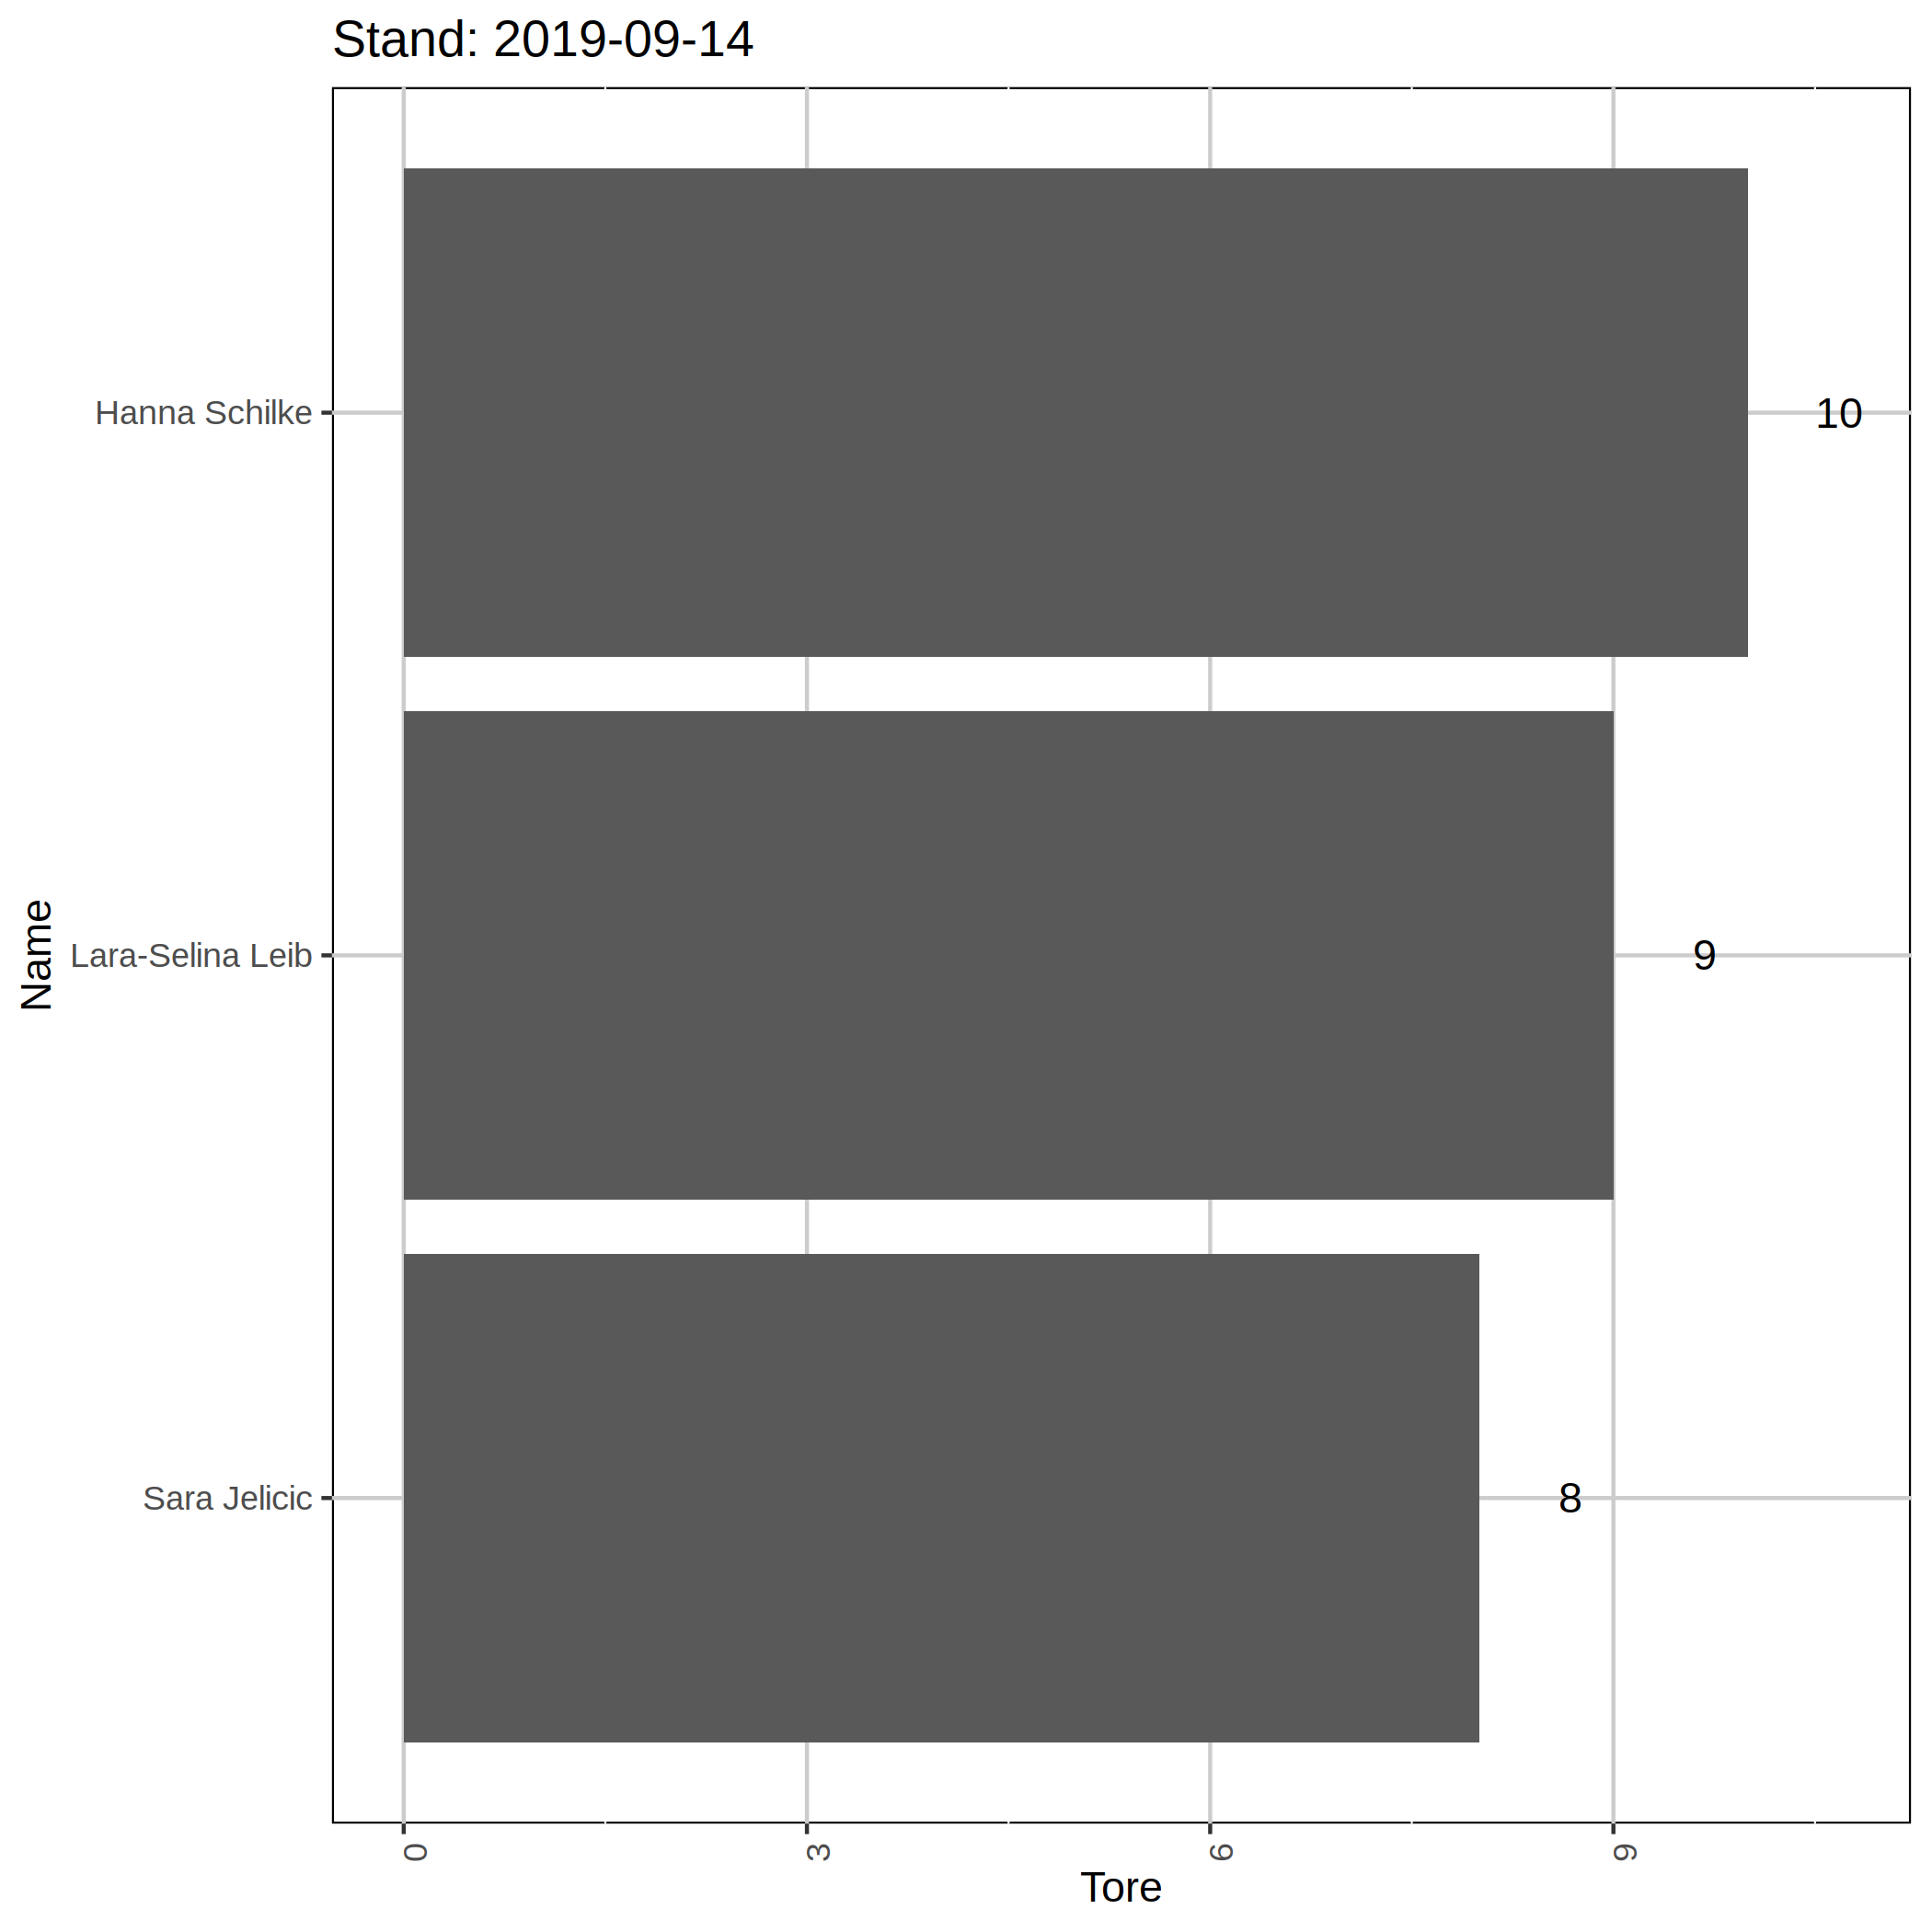 Stand: 2019-09-14
Name
Hanna Schilke
10
Lara-Selina Leib
9
Sara Jelicic
8
0
3
6
9
Tore